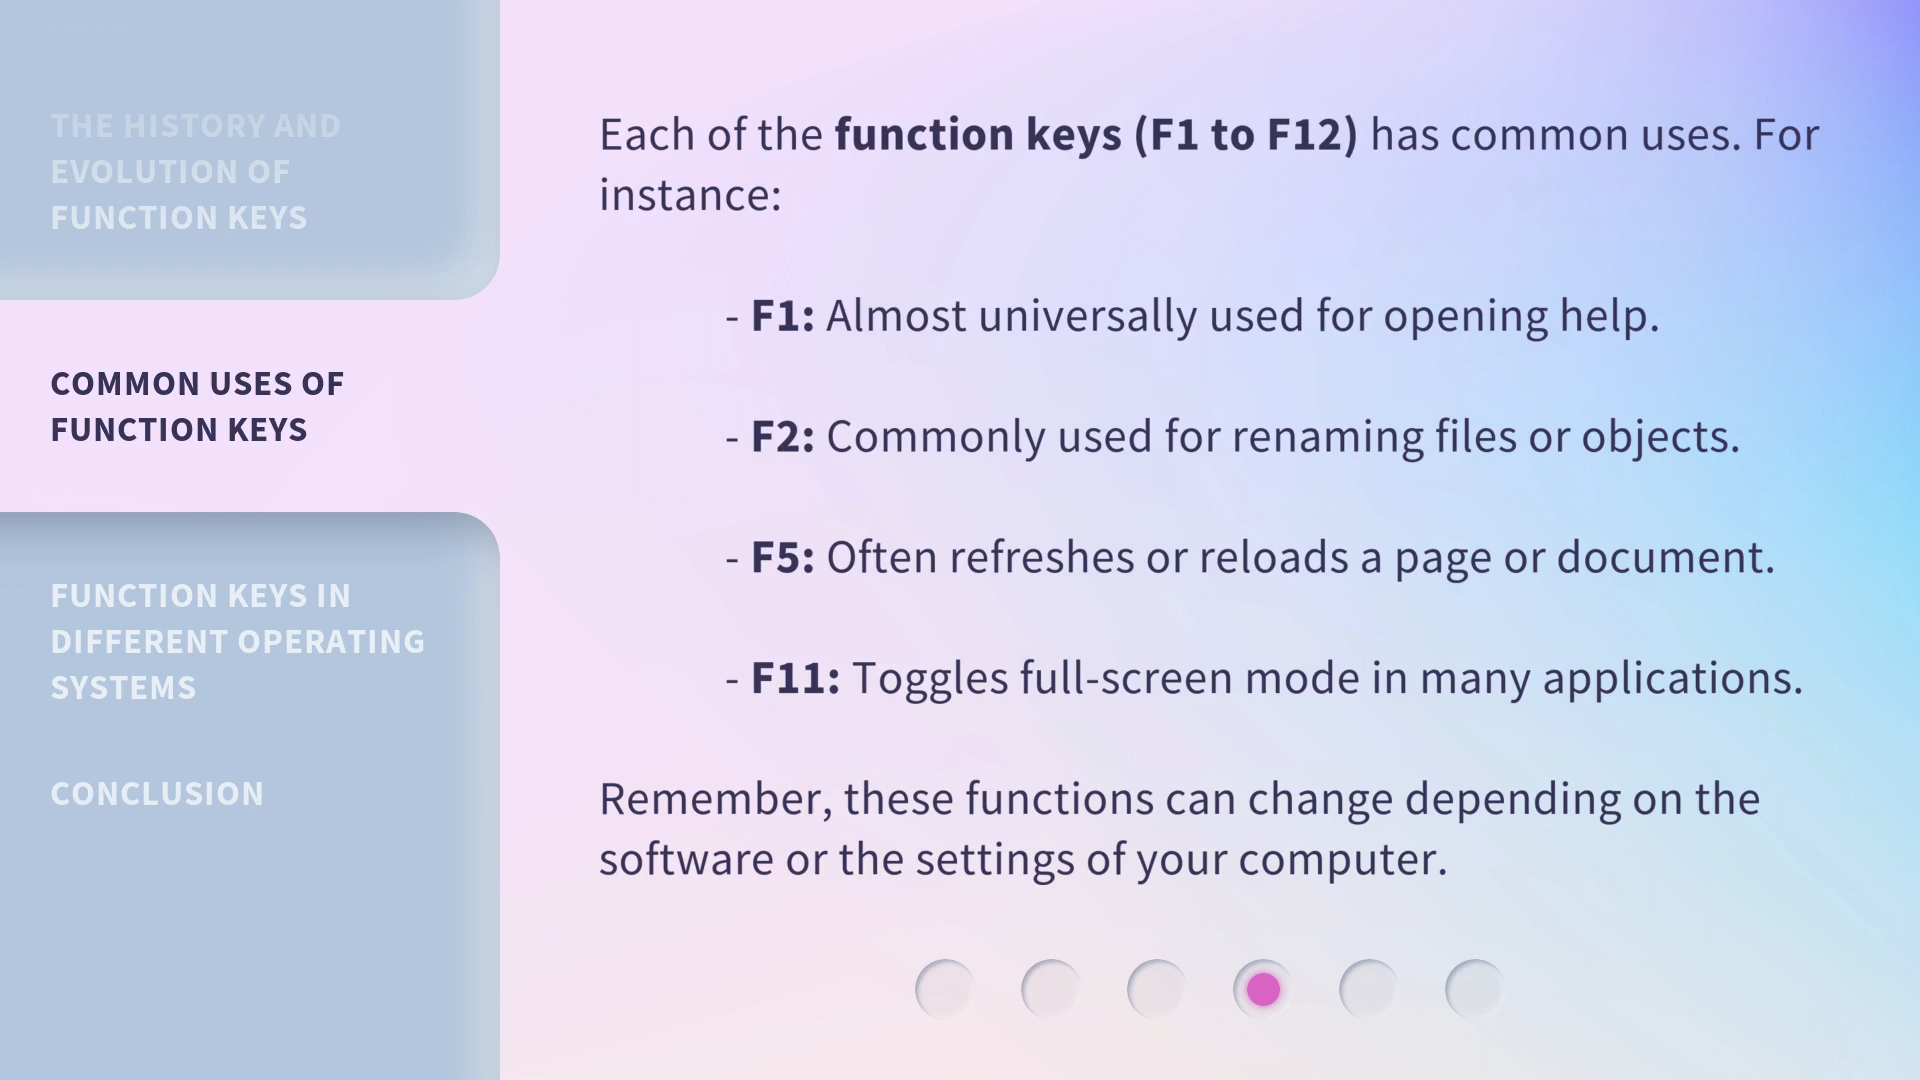 THE HISTORY AND
EVOLUTION OF
FUNCTION KEYS
COMMON USES OF
FUNCTION KEYS
FUNCTION KEYS IN
DIFFERENT OPERATING
SYSTEMS
CONCLUSION
Each of the function keys (F1 to F12) has common uses. For
instance:
- F1: Almost universally used for opening help.
- F2: Commonly used for renaming files or objects.
- F5: Often refreshes or reloads a page or document.
- F11: Toggles full-screen mode in many applications.
Remember, these functions can change depending on the
software or the settings of your computer.